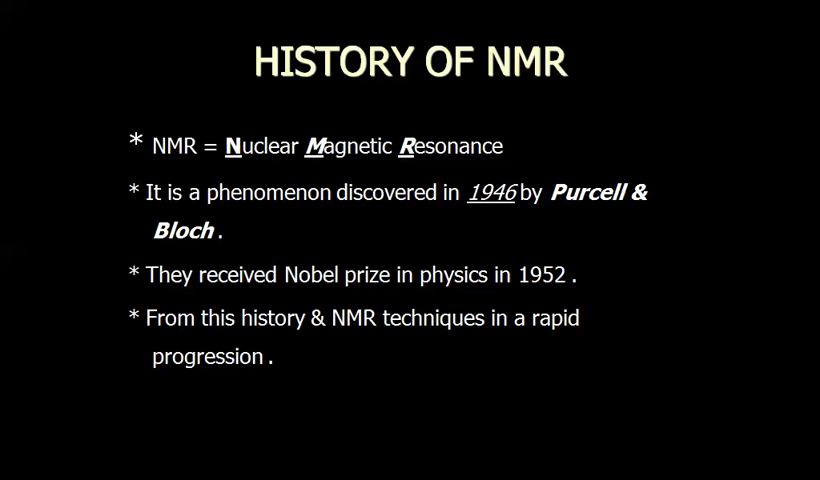 HISTORY OF NMR
* NMR = Nuclear Magnetic Resonance
* It is a phenomenon discovered in 1946 by Purcell &
Bloch .
* They received Nobel prize in physics in 1952 .
* From this history & NMR techniques in a rapid
progression .